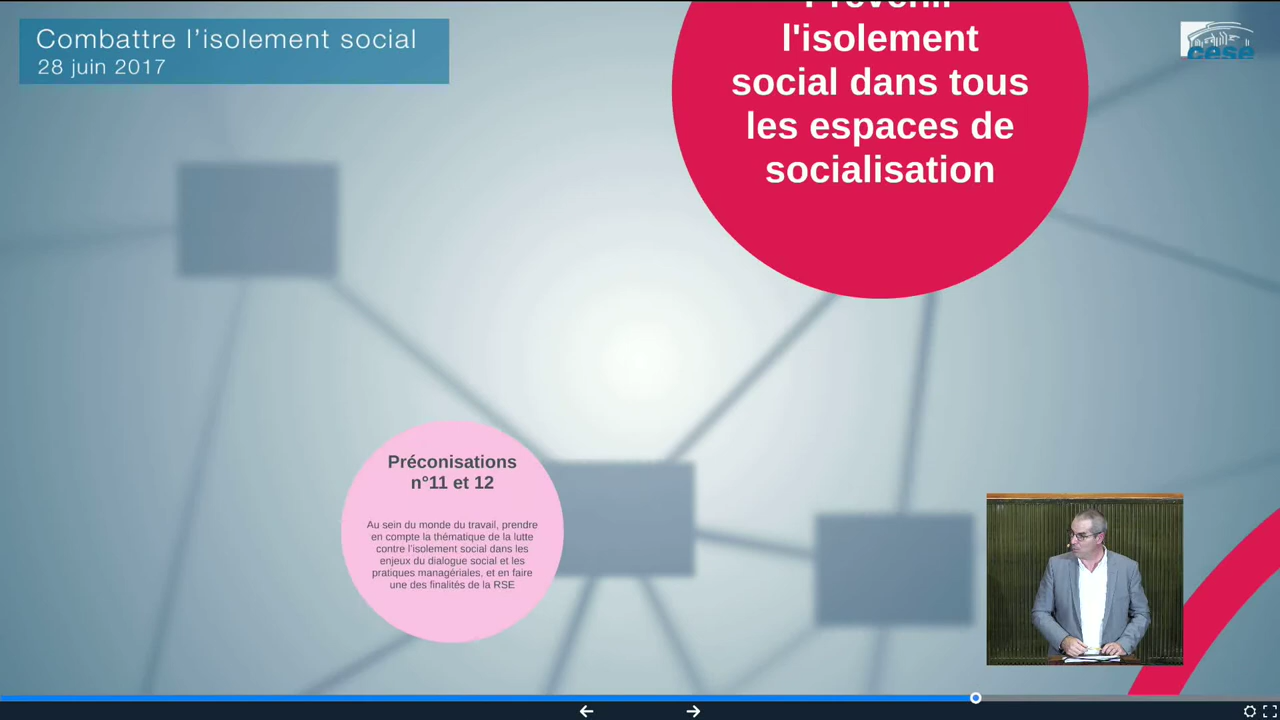 Combattre l’isolement social
28 juin 2017
cese
l'isolement
social dans tous
les espaces de
socialisation
Préconisations
n°11 et 12
Au sein du monde du travail, prendre
en compte la thématique de la lutte
contre l’isolement social dans les
enjeux du dialogue social et les
pratiques managériales, et en faire
une des finalités de la RSE